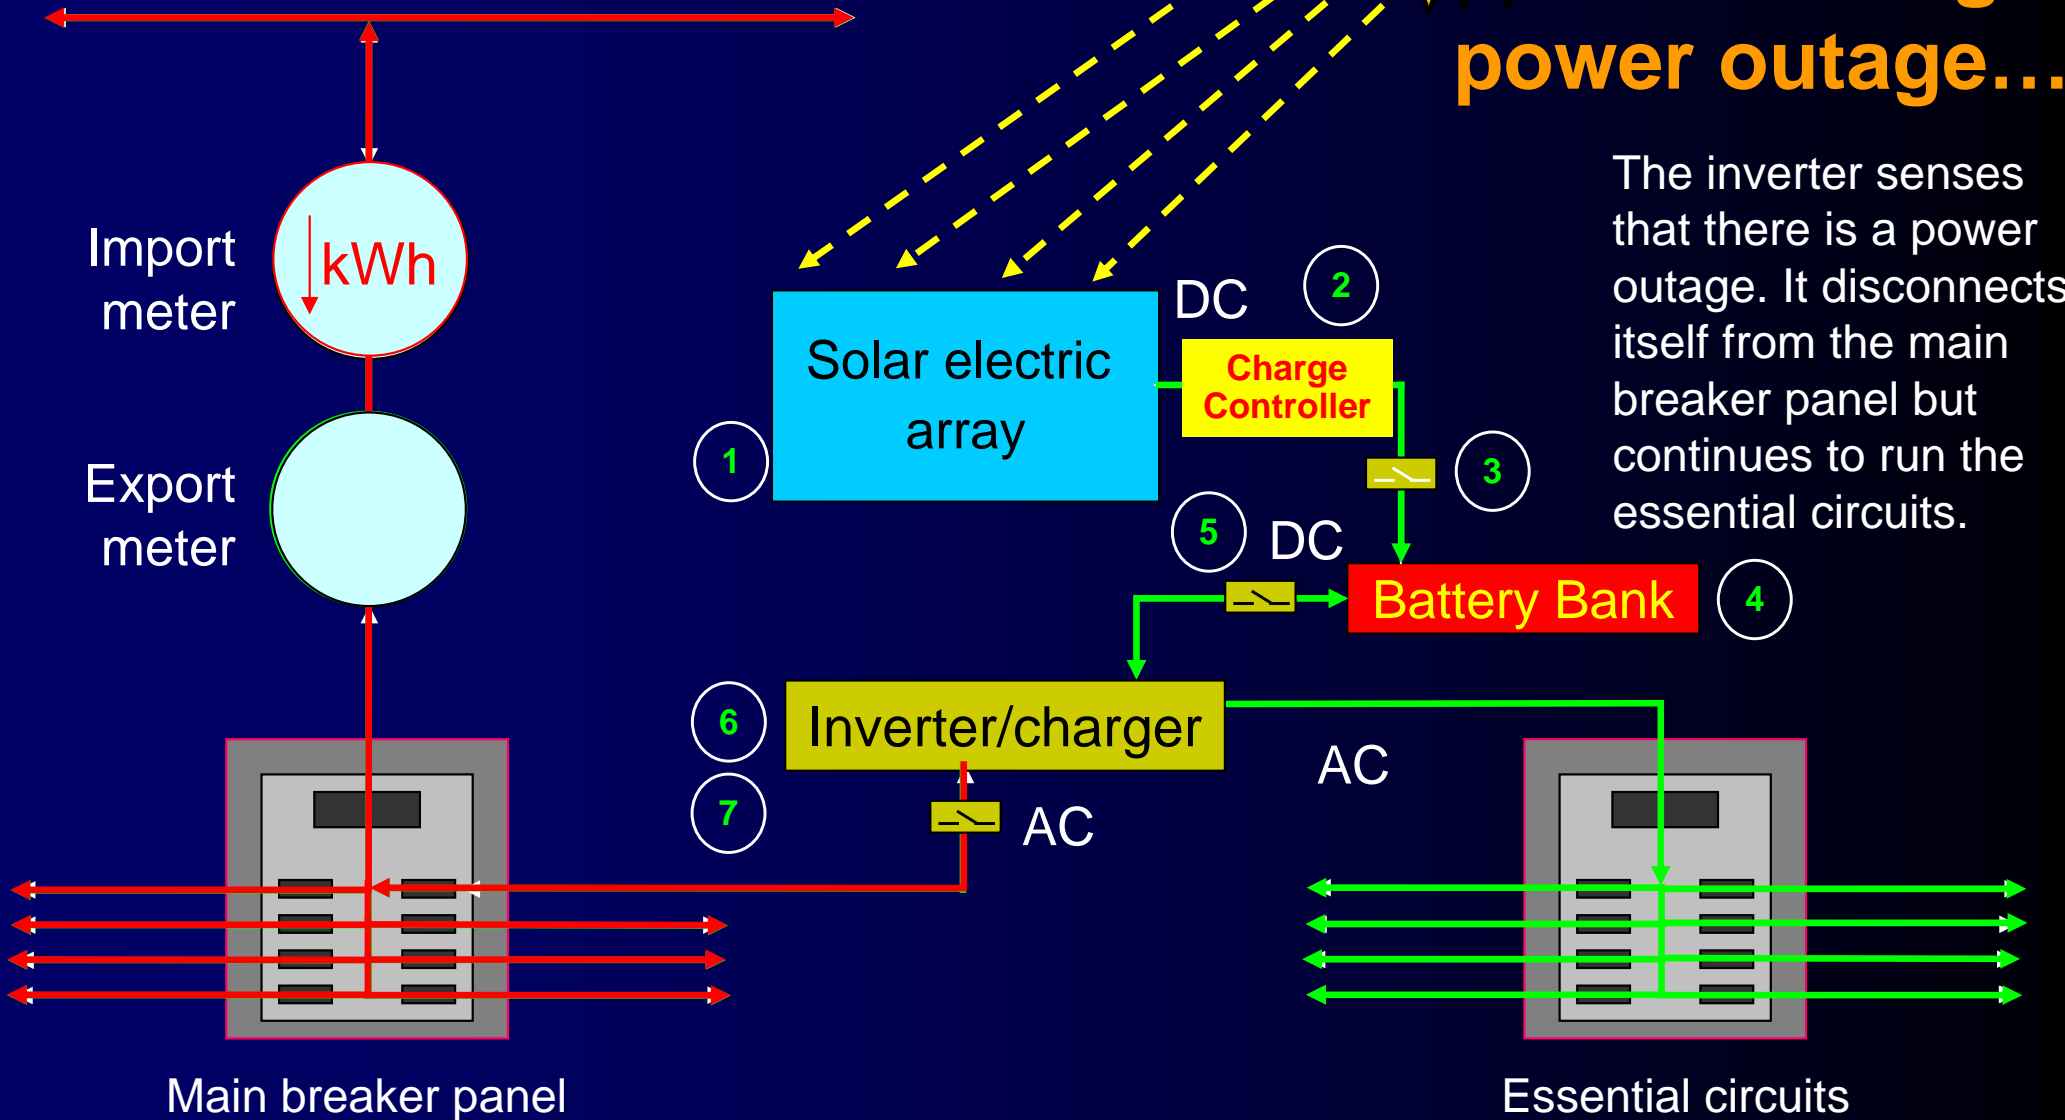 power outage…
The inverter senses
that there is a power
outage. It disconnects
itself from the main
breaker panel but
continues to run the
essential circuits.
Import
meter
kWh
Export
meter
Solar electric
array
1
DC
2
Charge
Controller
3
5
DC
Battery Bank
4
6
Inverter/charger
7
AC
AC
Main breaker panel
Essential circuits